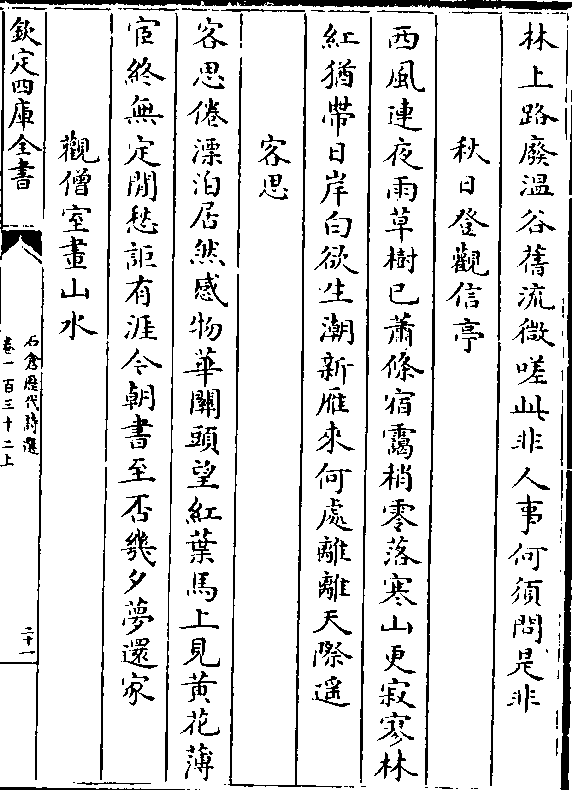 林上路廢溫谷舊流微嗟此非人事何須問是非
秋日登觀信亭
西風連夜雨草樹已蕭條宿靄梢零落寒山更寂寥林
紅猶帶日岸白欲生潮新雁來何處離離天際遥
客思
客思倦漂泊居然感物華關頭望紅葉馬上見黄花薄
宦終無定閒愁詎有涯今朝書至否幾夕夢還家
觀僧室畫山水
欽定四庫全書
石倉歴代詩選
卷一百三十二上
二十一